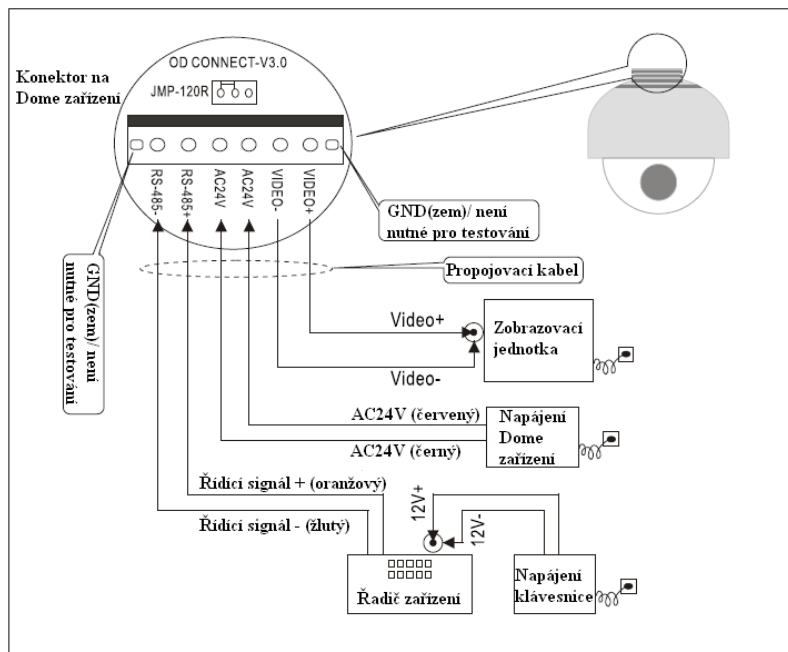 OD CONNECT-V3.0
Konektor na
Dome zařízení
JMP-120R
RS-485-
RS-485+
AC24V
AC24V
VIDEO-
VIDEO+
GND(zem)/ není
nutné pro testování
GND(zem)/ není
nutné pro testování
Propojovací kabel
Video+
Zobrazovací
jednotka
Video-
AC24V (červený)
Napájení
Dome
zařízení
AC24V (černý)
Řídicí signál + (oranžový)
Řídicí signál - (žlutý)
12V+
12V-
Řadič zařízení
Napájení
klávesnice